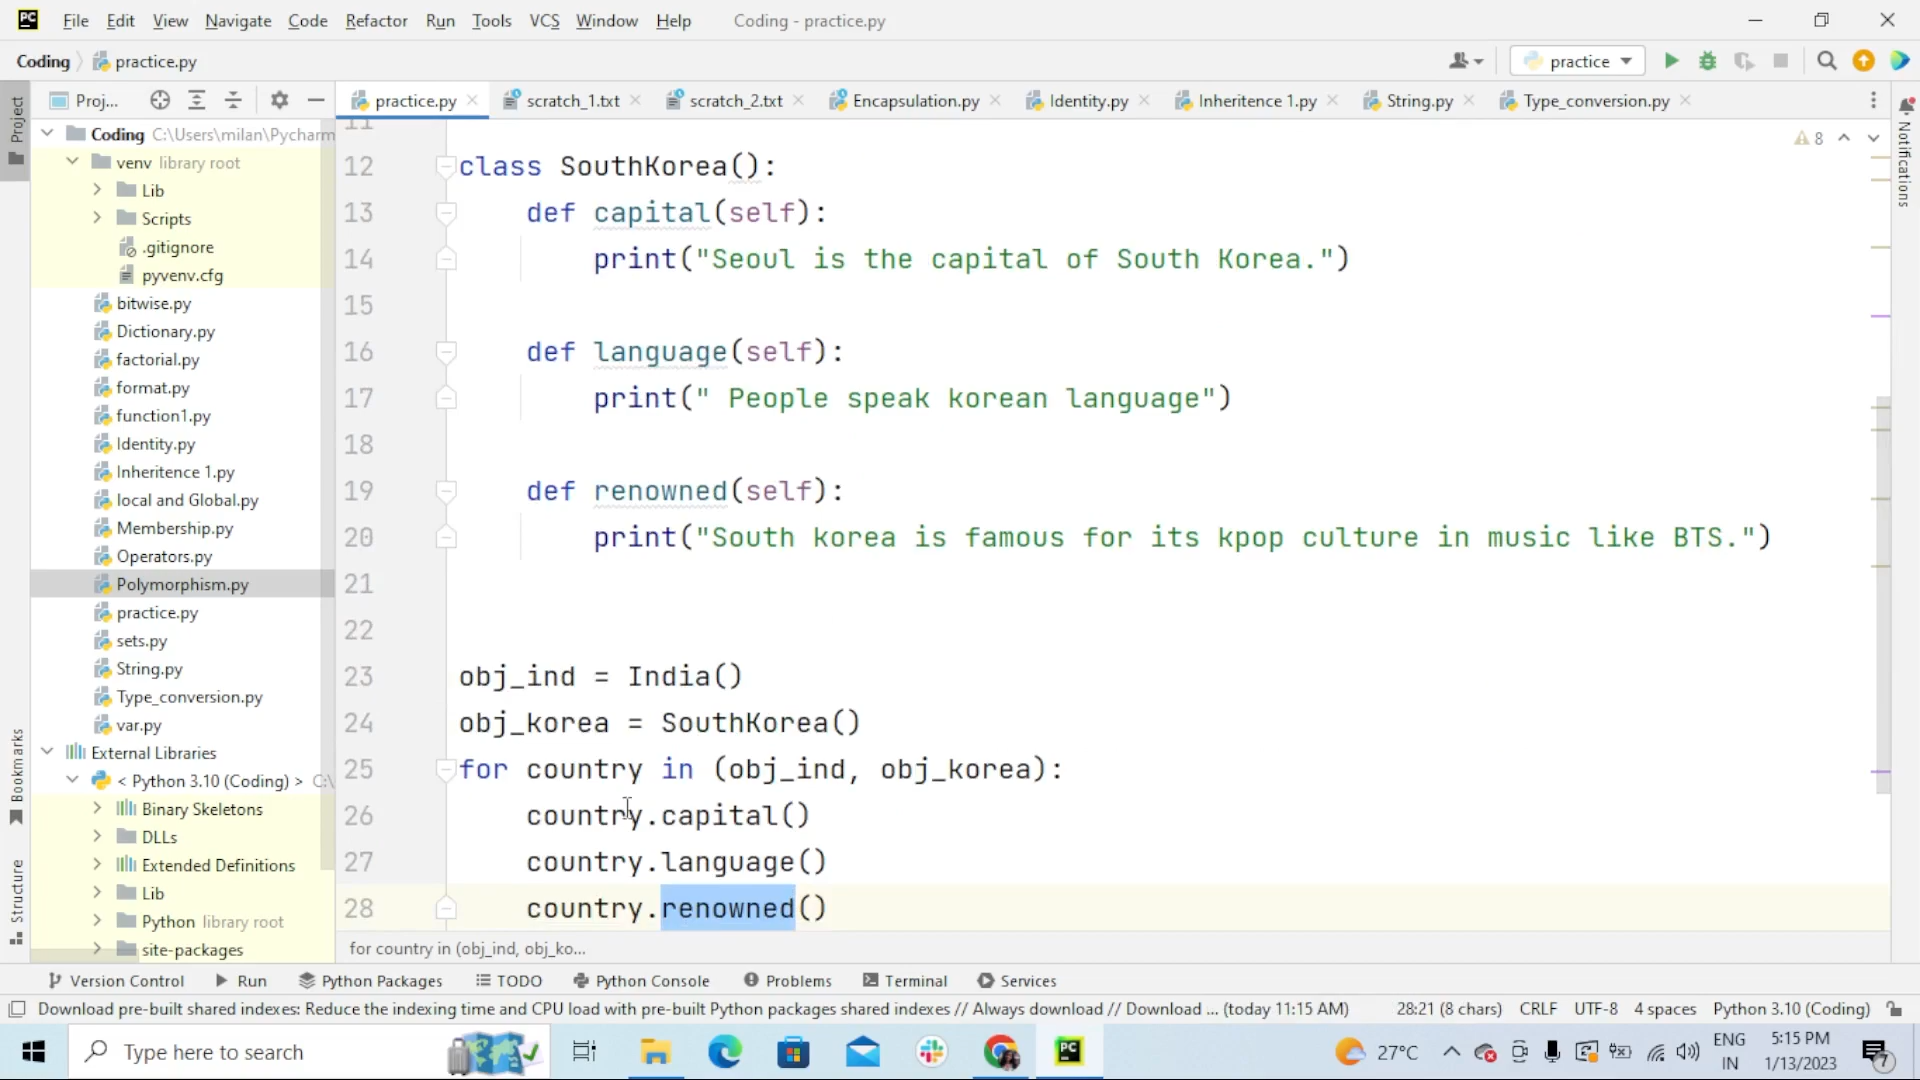 PC File Edit View Navigate Code Refactor Run Tools VCS Window Help Coding - practice.py
Coding practice.py practice
Proj... practice.py scratch_1.txt scratch_2.txt Encapsulation.py Identity.py Inheritence 1.py String.py Type_conversion.py
Project
Notifications
Bookmarks
Structure
Coding C:\Users\milan\Pycharm
venv library root
Lib
Scripts
.gitignore
pyvenv.cfg
bitwise.py
Dictionary.py
factorial.py
format.py
function1.py
Identity.py
Inheritence 1.py
local and Global.py
Membership.py
Operators.py
Polymorphism.py
practice.py
sets.py
String.py
Type_conversion.py
var.py
External Libraries
< Python 3.10 (Coding) > C:\
Binary Skeletons
DLLs
Extended Definitions
Lib
Python library root
site-packages
8
11
12 class SouthKorea():
13 def capital(self):
14 print("Seoul is the capital of South Korea.")
15
16 def language(self):
17 print(" People speak korean language")
18
19 def renowned(self):
20 print("South korea is famous for its kpop culture in music like BTS.")
21
22
23 obj_ind = India()
24 obj_korea = SouthKorea()
25 for country in (obj_ind, obj_korea):
26 country.capital()
27 country.language()
28 country.renowned()
for country in (obj_ind, obj_ko...
Version Control Run Python Packages TODO Python Console Problems Terminal Services
Download pre-built shared indexes: Reduce the indexing time and CPU load with pre-built Python packages shared indexes // Always download // Download ... (today 11:15 AM) 28:21 (8 chars) CRLF UTF-8 4 spaces Python 3.10 (Coding)
Type here to search PC 27°C ENG IN 5:15 PM 1/13/2023 7